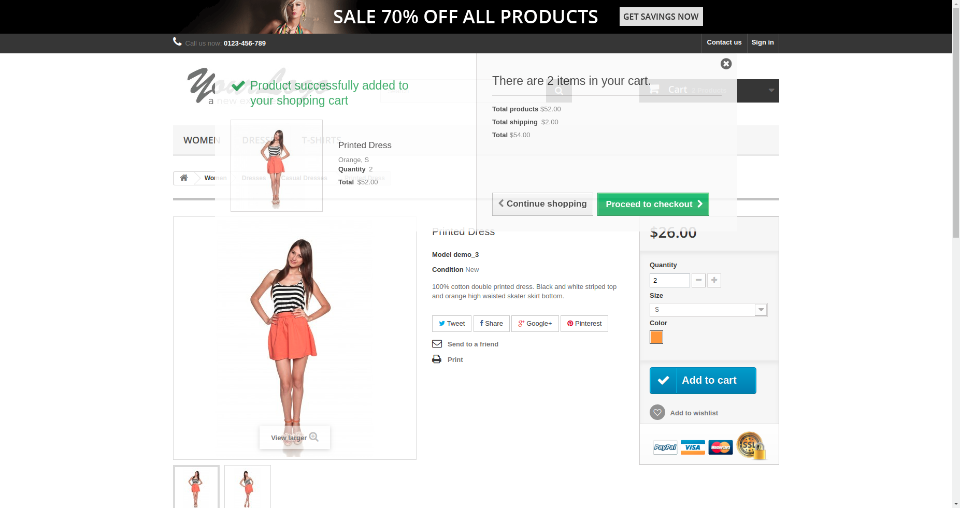 SALE 70% OFF ALL PRODUCTS
GET SAVINGS NOW
Call us now: 0123-456-789
Contact us
Sign in
Product successfully added to
your shopping cart
There are 2 items in your cart.
Cart
Total products $52.00
Total shipping $2.00
Total $54.00
WOMEN
DRESSES
T-SHIRTS
Printed Dress
Orange, S
Quantity 2
Total $52.00
Continue shopping
Proceed to checkout
Printed Dress
Model demo_3
Condition New
100% cotton double printed dress. Black and white striped top
and orange high waisted skater skirt bottom.
Tweet
Share
Google+
Pinterest
Send to a friend
Print
$26.00
Quantity
2
Size
S
Color
Add to cart
Add to wishlist
PayPal
VISA
MasterCard
SSL
View larger